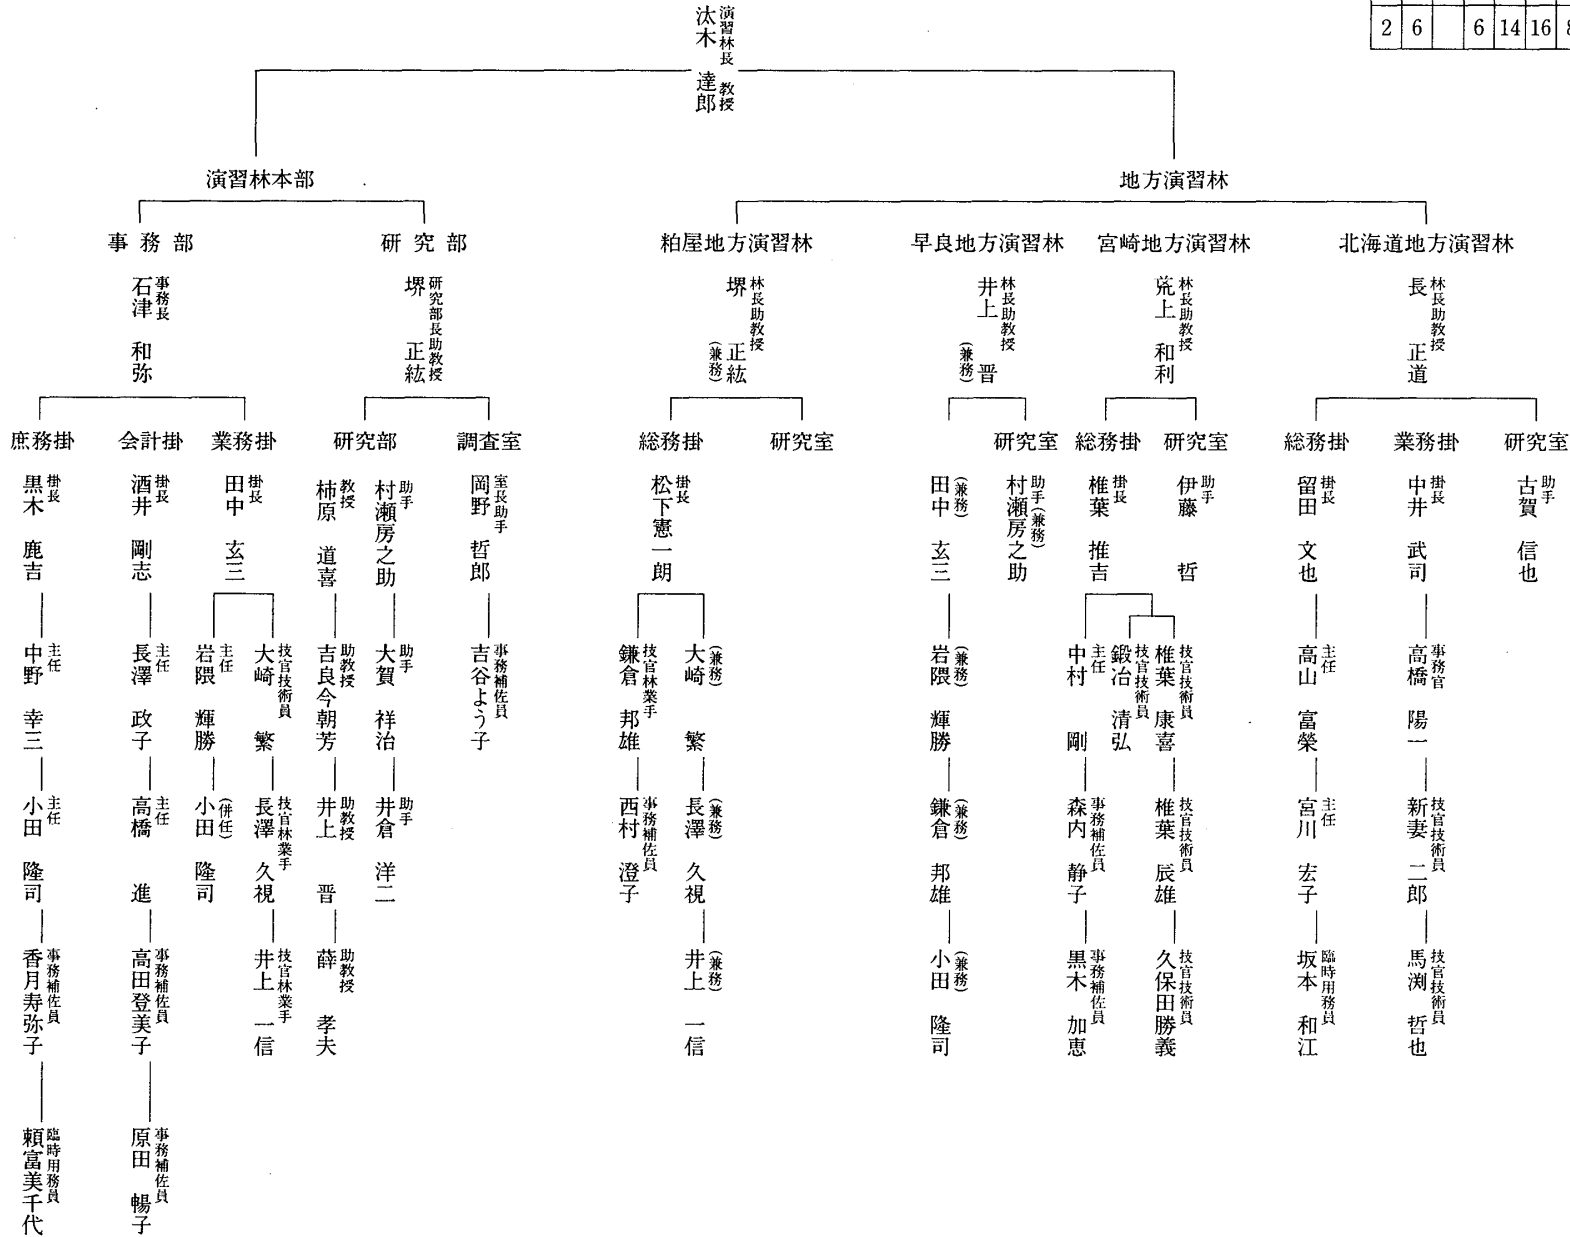 2 6 6 14 16 8
演習林長 教授
汰木 達郎
演習林本部
地方演習林
事務部
研究部
粕屋地方演習林
早良地方演習林
宮崎地方演習林
北海道地方演習林
事務長
石津 和弥
研究部長助教授
堺 正紘
林長助教授
堺 正紘
(兼務)
林長助教授
井上 晋
(兼務)
林長助教授
荒上 和利
林長助教授
長 正道
庶務掛
会計掛
業務掛
研究部
調査室
総務掛
研究室
研究室
総務掛
研究室
総務掛
業務掛
研究室
黒木 鹿吉
掛長
酒井 剛志
掛長
田中 玄三
教授
柿原 道喜
助手
村瀬房之助
室長助手
岡野 哲郎
掛長
松下憲一朗
(兼務)
田中 玄三
助手(兼務)
村瀬房之助
掛長
椎葉 推吉
助手
伊藤 哲
掛長
留田 文也
掛長
中井 武司
助手
古賀 信也
主任
中野 幸三
主任
長澤 政子
主任
岩隈 輝勝
技官技術員
大崎 繁
助教授
吉良今朝芳
助手
大賀 祥治
事務補佐員
吉谷よう子
技官林業手
鎌倉 邦雄
(兼務)
大崎 繁
(兼務)
岩隈 輝勝
主任
中村 剛
技官技術員
鍛冶 清弘
技官技術員
椎葉 康喜
主任
高山 富榮
事務官
高橋 陽一
主任
小田 隆司
主任
高橋 進
(併任)
小田 隆司
技官林業手
長澤 久視
助教授
井上 晋
助手
井倉 洋二
事務補佐員
西村 澄子
(兼務)
長澤 久視
(兼務)
鎌倉 邦雄
事務補佐員
森内 静子
技官技術員
椎葉 辰雄
主任
宮川 宏子
技官技術員
新妻 二郎
事務補佐員
香月寿弥子
事務補佐員
高田登美子
技官林業手
井上 一信
助教授
薛 孝夫
(兼務)
井上 一信
(兼務)
小田 隆司
事務補佐員
黒木 加恵
技官技術員
久保田勝義
臨時用務員
坂本 和江
技官技術員
馬渕 哲也
臨時用務員
頼富美千代
事務補佐員
原田 暢子